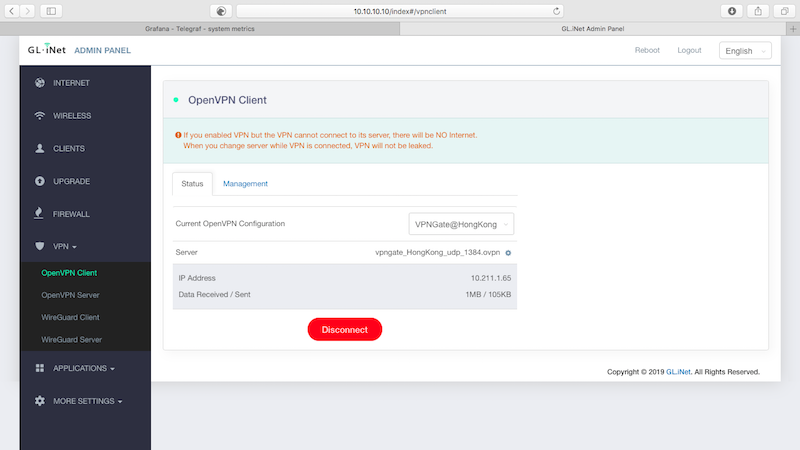 10.10.10.10/index#/vpnclient
Grafana - Telegraf - system metrics
GL.iNet Admin Panel
GL·iNet ADMIN PANEL
Reboot
Logout
English
INTERNET
WIRELESS
CLIENTS
UPGRADE
FIREWALL
VPN
OpenVPN Client
OpenVPN Server
WireGuard Client
WireGuard Server
APPLICATIONS
MORE SETTINGS
OpenVPN Client
If you enabled VPN but the VPN cannot connect to its server, there will be NO Internet.
When you change server while VPN is connected, VPN will not be leaked.
Status
Management
Current OpenVPN Configuration
VPNGate@HongKong
Server
vpngate_HongKong_udp_1384.ovpn
IP Address
10.211.1.65
Data Received / Sent
1MB / 105KB
Disconnect
Copyright © 2019 GL.iNet. All Rights Reserved.